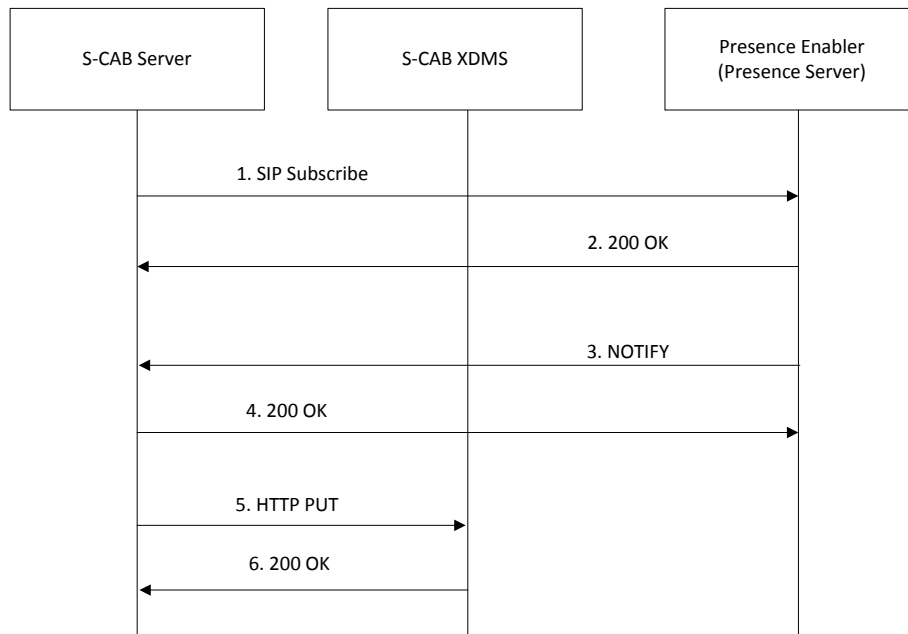 S-CAB Server
S-CAB XDMS
Presence Enabler
(Presence Server)
1. SIP Subscribe
2. 200 OK
3. NOTIFY
4. 200 OK
5. HTTP PUT
6. 200 OK